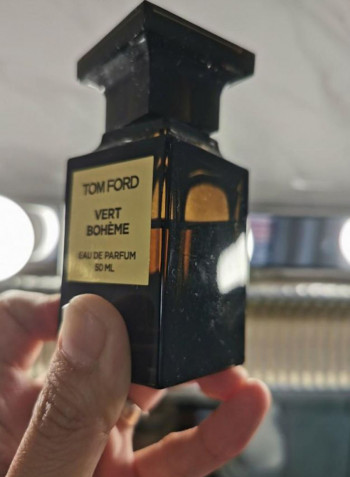 TOM FORD
VERT
BOHÈME
EAU DE PARFUM
50 ML